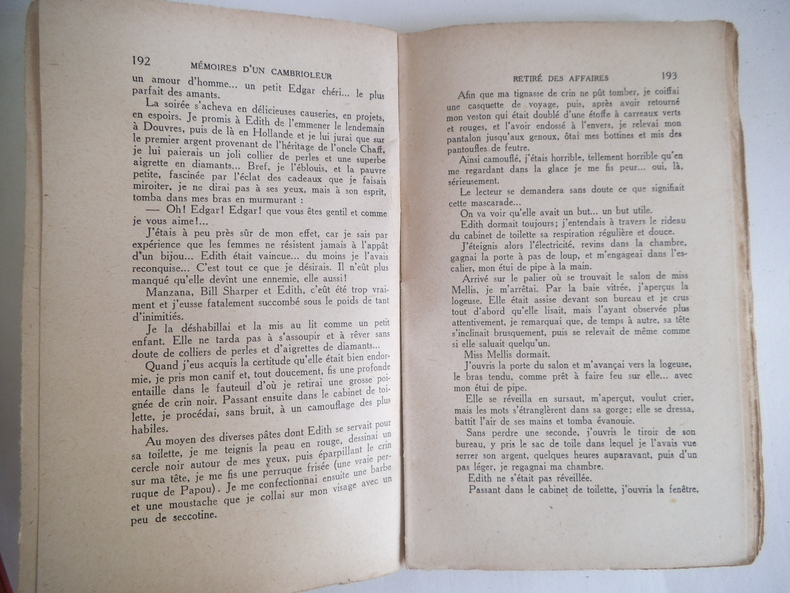 192
MÉMOIRES D'UN CAMBRIOLEUR
un amour d'homme... un petit Edgar chéri... le plus
parfait des amants.
La soirée s'acheva en délicieuses causeries, en projets,
en espoirs. Je promis à Edith de l'emmener le lendemain
à Douvres, puis de là en Hollande et je lui jurai que sur
le premier argent provenant de l'héritage de l'oncle Chaff,
je lui paierais un joli collier de perles et une superbe
aigrette en diamants... Bref, je l'éblouis, et la pauvre
petite, fascinée par l'éclat des cadeaux que je faisais
miroiter, je ne dirai pas à ses yeux, mais à son esprit,
tomba dans mes bras en murmurant :
— Oh! Edgar! Edgar! que vous êtes gentil et comme
je vous aime!...
J'étais à peu près sûr de mon effet, car je sais par
expérience que les femmes ne résistent jamais à l'appât
d'un bijou... Edith était vaincue... du moins je l'avais
reconquise... C'est tout ce que je désirais. Il n'eût plus
manqué qu'elle devînt une ennemie, elle aussi!
Manzana, Bill Sharper et Edith, c'eût été trop vrai-
ment et j'eusse fatalement succombé sous le poids de tant
d'inimitiés.
Je la déshabillai et la mis au lit comme un petit
enfant. Elle ne tarda pas à s'assoupir et à rêver sans
doute de colliers de perles et d'aigrettes de diamants...
Quand j'eus acquis la certitude qu'elle était bien endor-
mie, je pris mon canif et, tout doucement, fis une profonde
entaille dans le fauteuil d'où je retirai une grosse poi-
gnée de crin noir. Passant ensuite dans le cabinet de toi-
lette, je procédai, sans bruit, à un camouflage des plus
habiles.
Au moyen des diverses pâtes dont Edith se servait pour
sa toilette, je me teignis la peau en rouge, dessinai un
cercle noir autour de mes yeux, puis éparpillant le crin
sur ma tête, je me fis une perruque frisée (une vraie per-
ruque de Papou). Je me confectionnai ensuite une barbe
et une moustache que je collai sur mon visage avec un
peu de seccotine.
RETIRÉ DES AFFAIRES
193
Afin que ma tignasse de crin ne pût tomber, je coiffai
une casquette de voyage, puis, après avoir retourné
mon veston qui était doublé d'une étoffe à carreaux verts
et rouges, et l'avoir endossé à l'envers, je relevai mon
pantalon jusqu'aux genoux, ôtai mes bottines et mis des
pantoufles de feutre.
Ainsi camouflé, j'étais horrible, tellement horrible qu'en
me regardant dans la glace je me fis peur... oui, là,
sérieusement.
Le lecteur se demandera sans doute ce que signifiait
cette mascarade...
On va voir qu'elle avait un but... un but utile.
Edith dormait toujours; j'entendais à travers le rideau
du cabinet de toilette sa respiration régulière et douce.
J'éteignis alors l'électricité, revins dans la chambre,
gagnai la porte à pas de loup, et m'engageai dans l'es-
calier, mon étui de pipe à la main.
Arrivé sur le palier où se trouvait le salon de miss
Mellis, je m'arrêtai. Par la baie vitrée, j'aperçus la
logeuse. Elle était assise devant son bureau et je crus
tout d'abord qu'elle lisait, mais l'ayant observée plus
attentivement, je remarquai que, de temps à autre, sa tête
s'inclinait brusquement, puis se relevait de même comme
si elle saluait quelqu'un.
Miss Mellis dormait.
J'ouvris la porte du salon et m'avançai vers la logeuse,
le bras tendu, comme prêt à faire feu sur elle... avec
mon étui de pipe.
Elle se réveilla en sursaut, m'aperçut, voulut crier,
mais les mots s'étranglèrent dans sa gorge; elle se dressa,
battit l'air de ses mains et tomba évanouie.
Sans perdre une seconde, j'ouvris le tiroir de son
bureau, y pris le sac de toile dans lequel je l'avais vue
serrer son argent, quelques heures auparavant, puis d'un
pas léger, je regagnai ma chambre.
Edith ne s'était pas réveillée.
Passant dans le cabinet de toilette, j'ouvris la fenêtre,